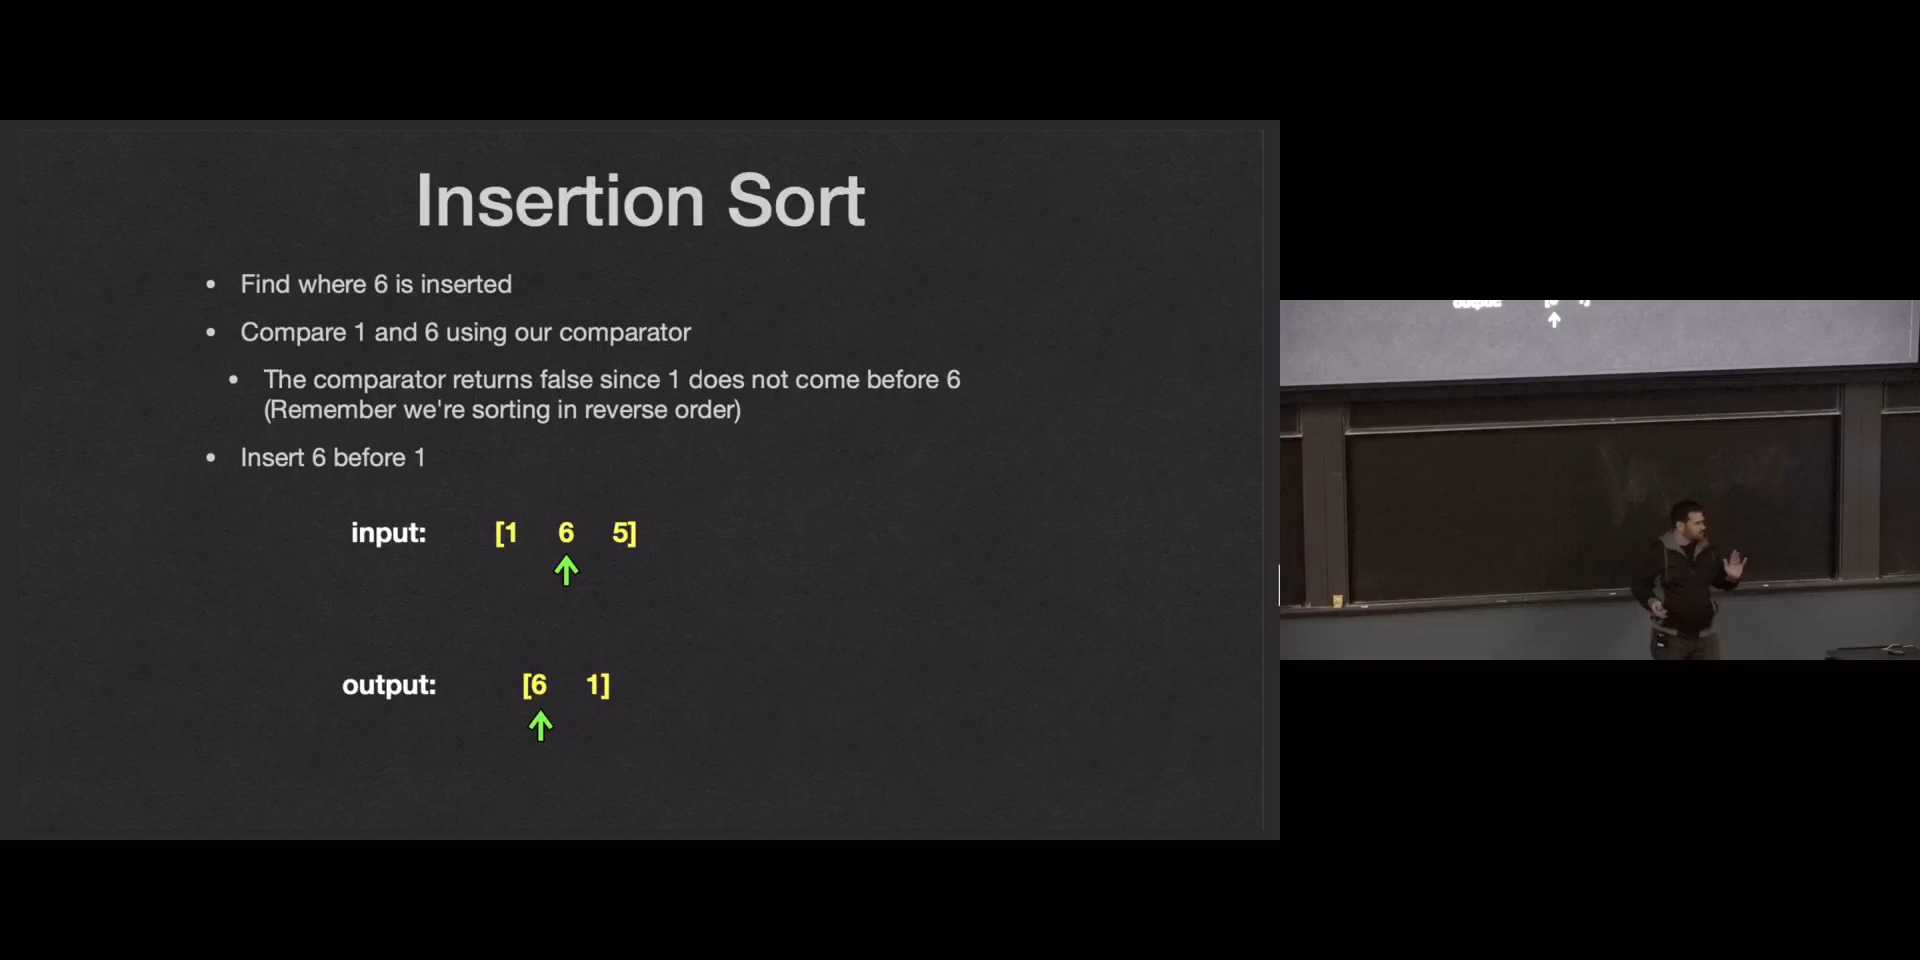 Insertion Sort
• Find where 6 is inserted
• Compare 1 and 6 using our comparator
• The comparator returns false since 1 does not come before 6
(Remember we're sorting in reverse order)
• Insert 6 before 1
input: [1 6 5]
output: [6 1]